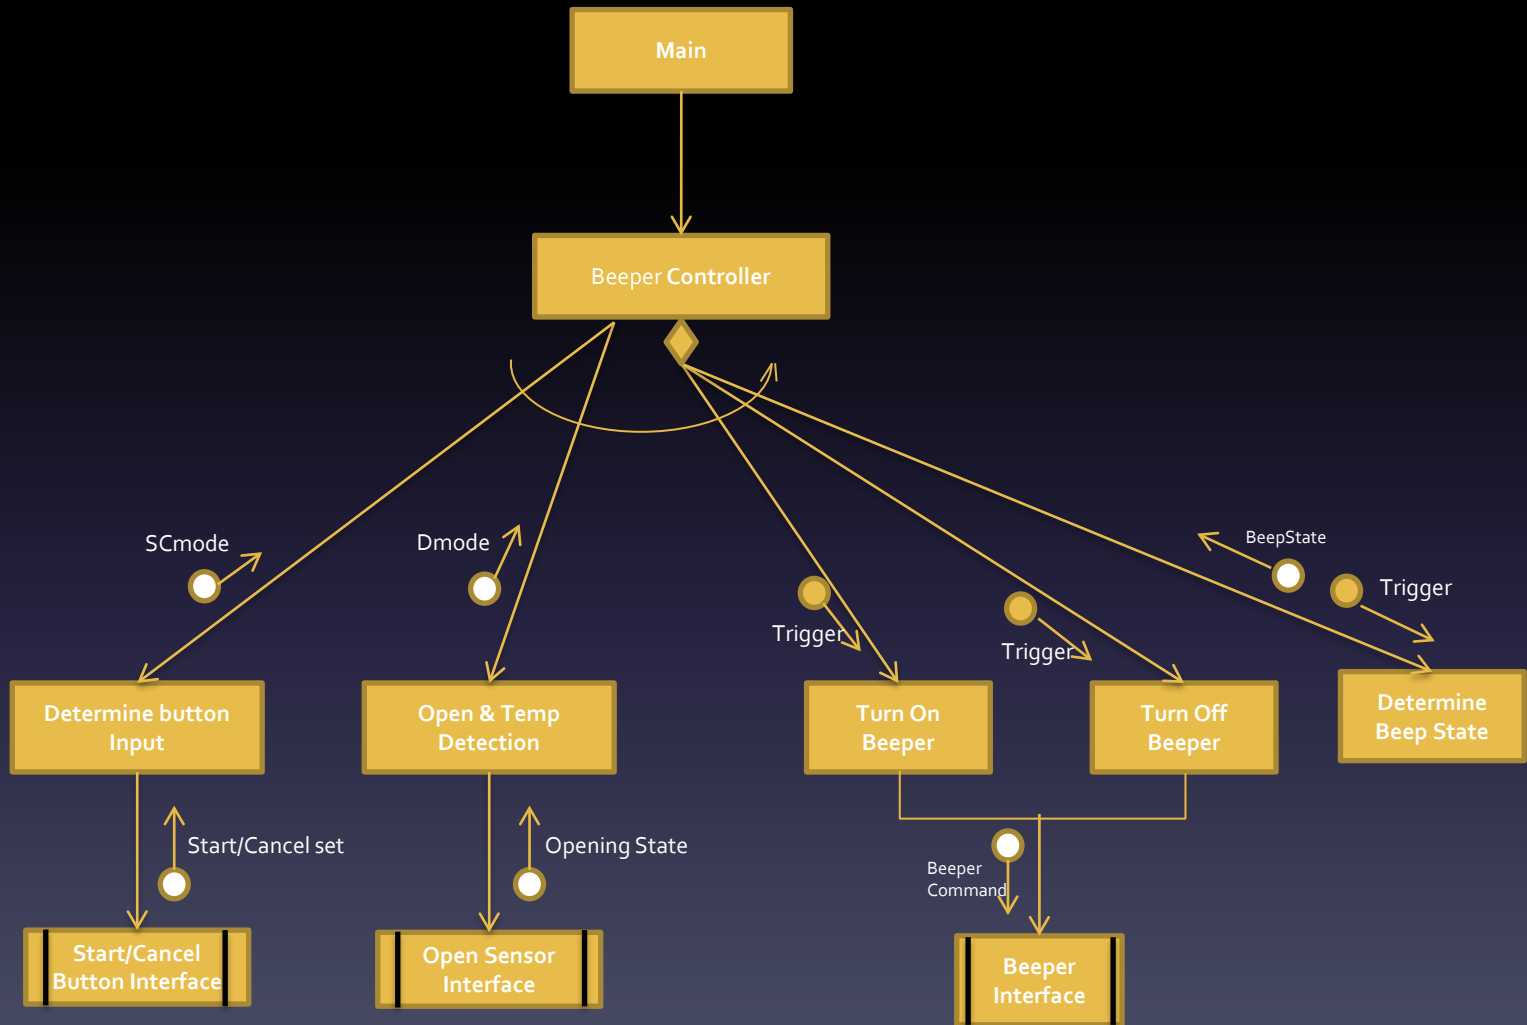 Main
Beeper Controller
SCmode
Dmode
BeepState
Trigger
Trigger
Trigger
Determine button
Input
Open & Temp
Detection
Turn On
Beeper
Turn Off
Beeper
Determine
Beep State
Start/Cancel set
Opening State
Beeper
Command
Start/Cancel
Button Interface
Open Sensor
Interface
Beeper
Interface